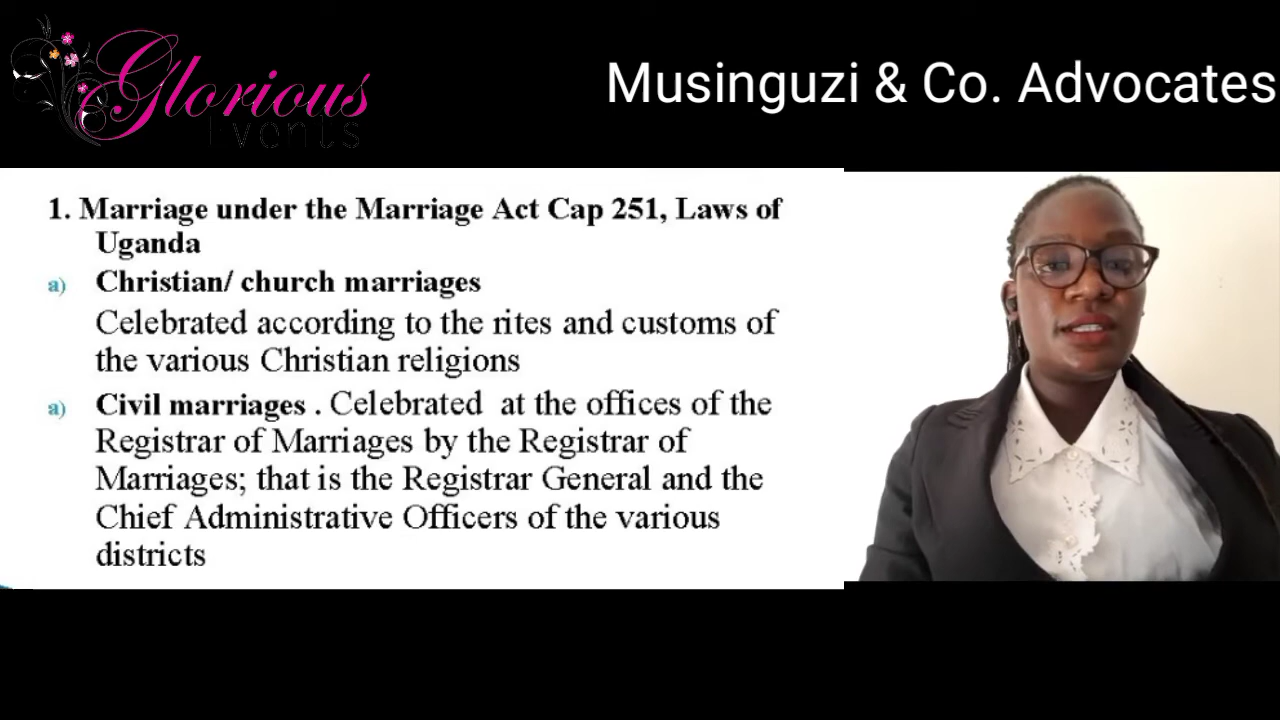 Glorious
Events
Musinguzi & Co. Advocates
1. Marriage under the Marriage Act Cap 251, Laws of
Uganda
a) Christian/ church marriages
Celebrated according to the rites and customs of
the various Christian religions
a) Civil marriages . Celebrated at the offices of the
Registrar of Marriages by the Registrar of
Marriages; that is the Registrar General and the
Chief Administrative Officers of the various
districts